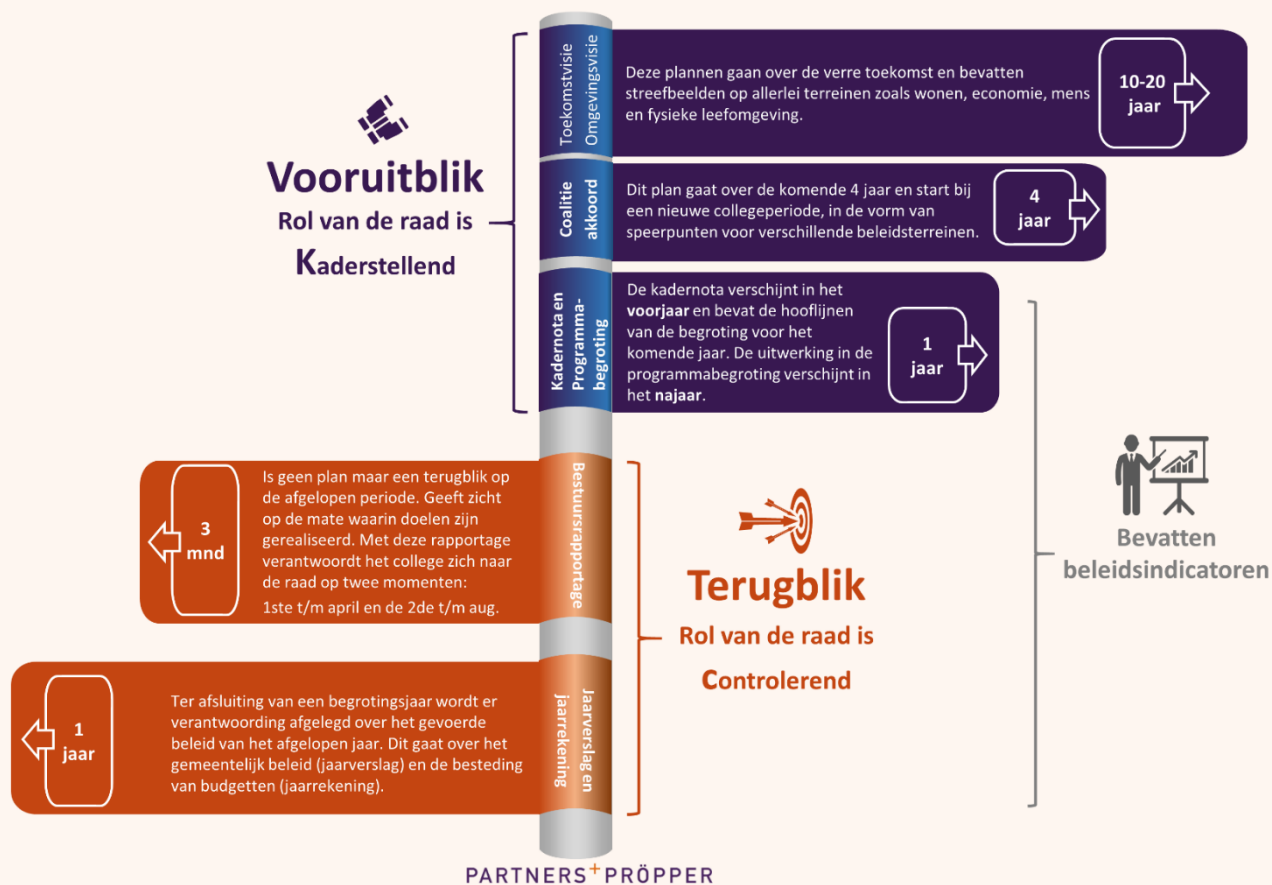 Vooruitblik
Rol van de raad is
Kaderstellend
Toekomstvisie
Omgevingsvisie
Deze plannen gaan over de verre toekomst en bevatten
streefbeelden op allerlei terreinen zoals wonen, economie, mens
en fysieke leefomgeving.
10-20
jaar
Coalitie
akkoord
Dit plan gaat over de komende 4 jaar en start bij
een nieuwe collegeperiode, in de vorm van
speerpunten voor verschillende beleidsterreinen.
4
jaar
Kadernota en
Programma-
begroting
De kadernota verschijnt in het
voorjaar en bevat de hooflijnen
van de begroting voor het
komende jaar. De uitwerking in de
programmabegroting verschijnt in
het najaar.
1
jaar
3
mnd
Is geen plan maar een terugblik op
de afgelopen periode. Geeft zicht
op de mate waarin doelen zijn
gerealiseerd. Met deze rapportage
verantwoordt het college zich naar
de raad op twee momenten:
1ste t/m april en de 2de t/m aug.
Bestuursrapportage
Terugblik
Rol van de raad is
Controlerend
Bevatten
beleidsindicatoren
1
jaar
Ter afsluiting van een begrotingsjaar wordt er
verantwoording afgelegd over het gevoerde
beleid van het afgelopen jaar. Dit gaat over het
gemeentelijk beleid (jaarverslag) en de besteding
van budgetten (jaarrekening).
Jaarverslag en
jaarrekening
PARTNERS+PRÖPPER